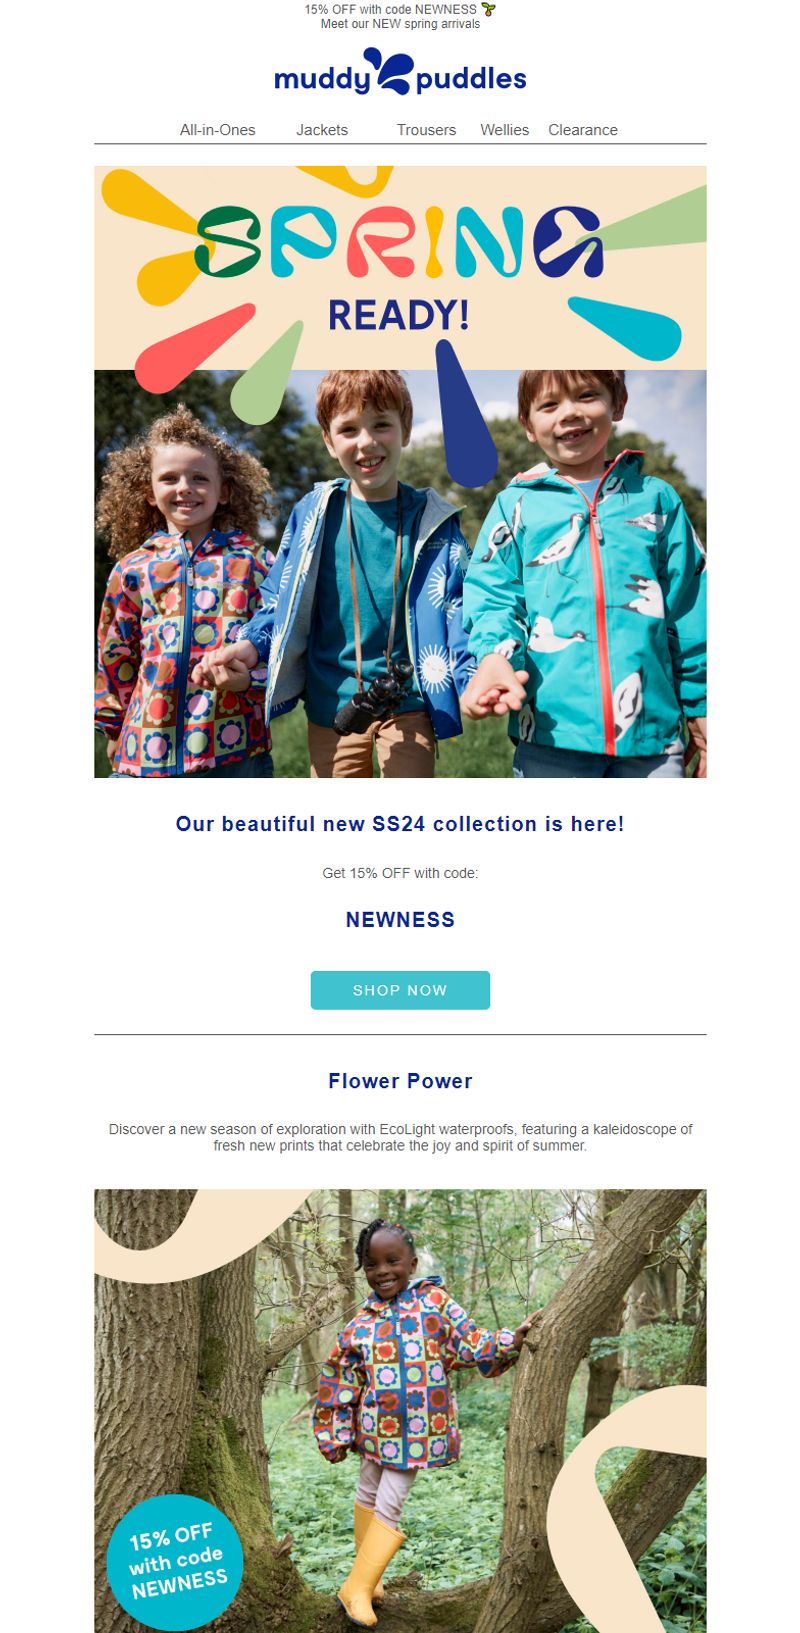 15% OFF with code NEWNESS 🌱
Meet our NEW spring arrivals
muddy puddles
All-in-Ones Jackets Trousers Wellies Clearance
SPRING
READY!
Our beautiful new SS24 collection is here!
Get 15% OFF with code:
NEWNESS
SHOP NOW
Flower Power
Discover a new season of exploration with EcoLight waterproofs, featuring a kaleidoscope of
fresh new prints that celebrate the joy and spirit of summer.
15% OFF
with code
NEWNESS